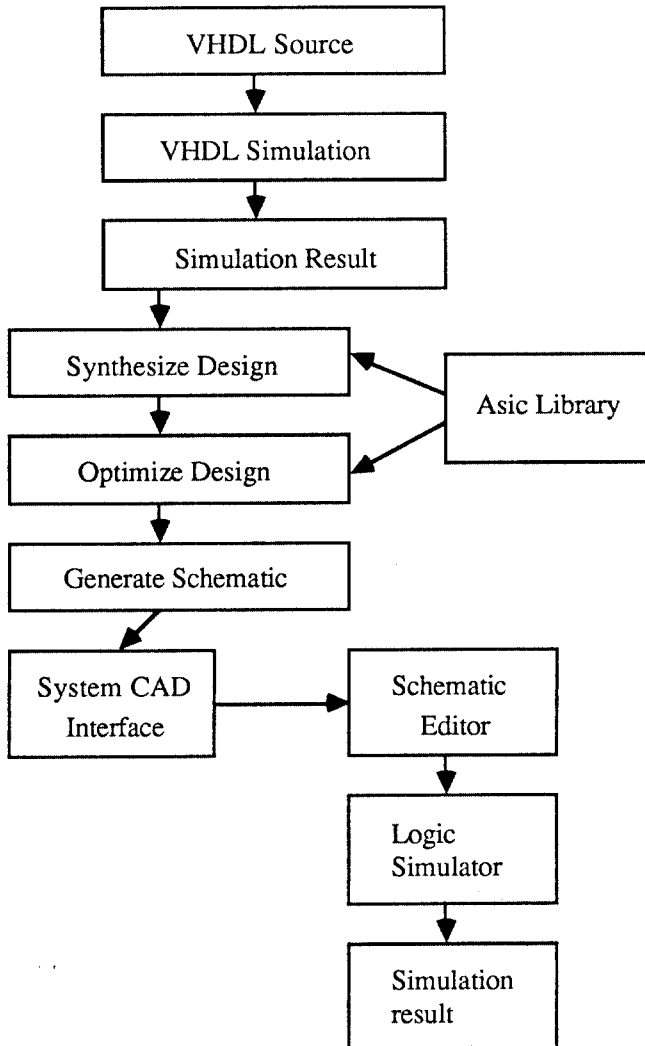 VHDL Source
VHDL Simulation
Simulation Result
Synthesize Design
Asic Library
Optimize Design
Generate Schematic
System CAD
Interface
Schematic
Editor
Logic
Simulator
Simulation
result